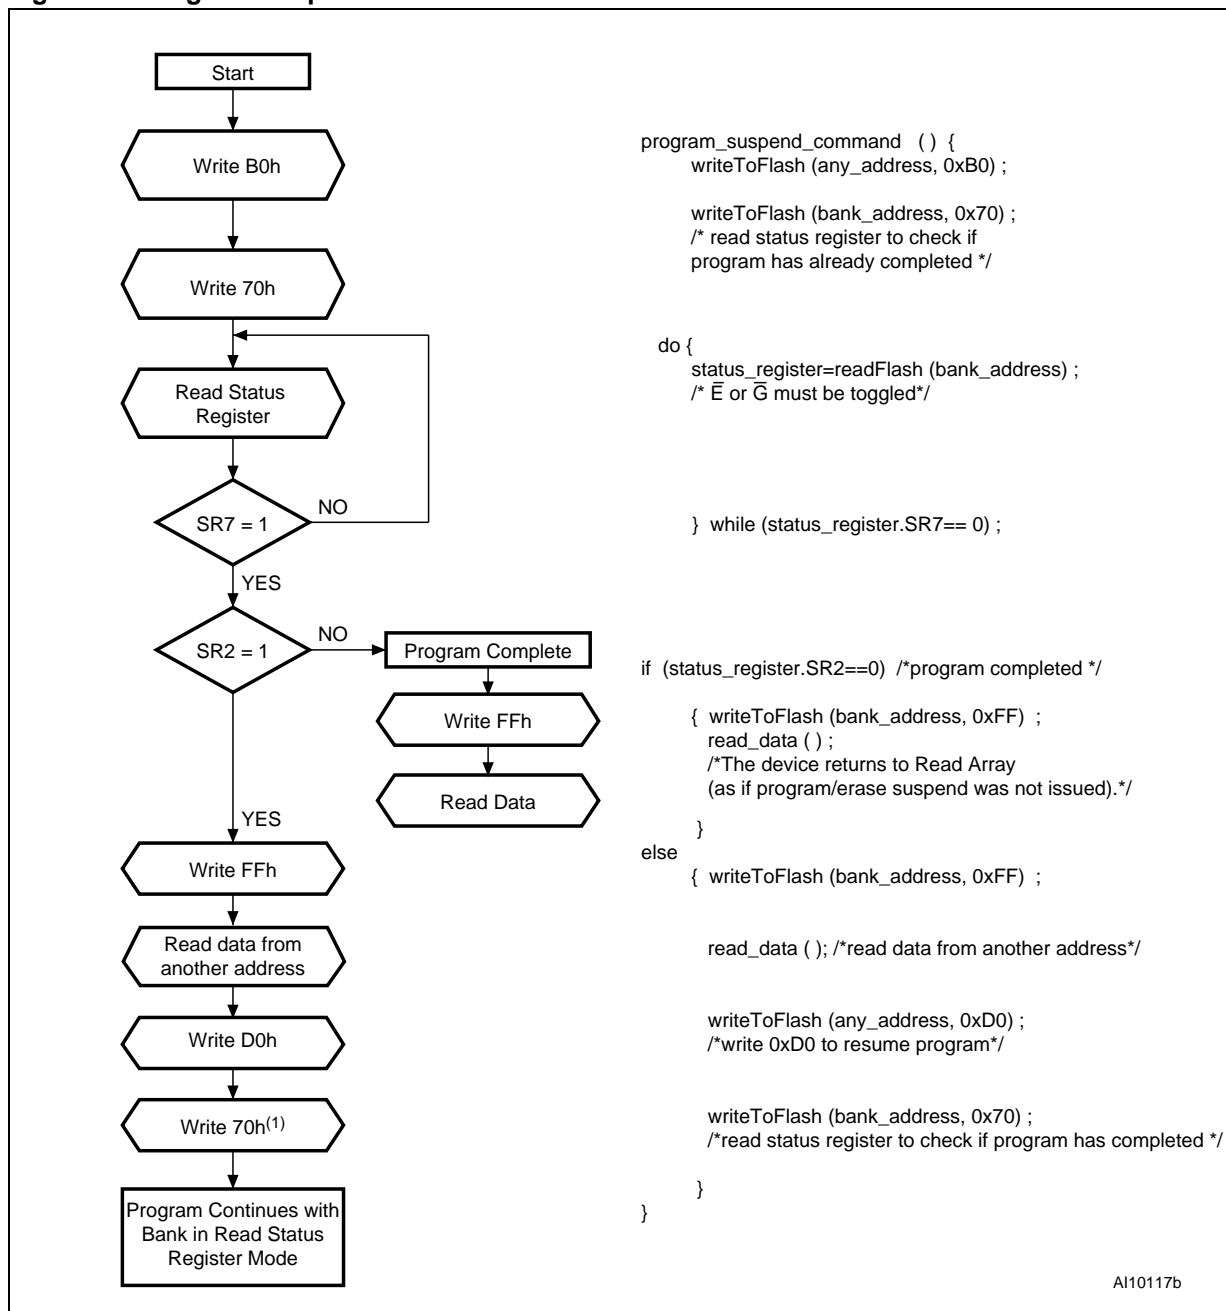 Start
Write B0h
Write 70h
Read Status
Register
SR7 = 1
NO
YES
SR2 = 1
NO
Program Complete
Write FFh
Read Data
YES
Write FFh
Read data from
another address
Write D0h
Write 70h(1)
Program Continues with
Bank in Read Status
Register Mode
program_suspend_command ( ) {
writeToFlash (any_address, 0xB0) ;
writeToFlash (bank_address, 0x70) ;
/* read status register to check if
program has already completed */
do {
status_register=readFlash (bank_address) ;
/* E̅ or G̅ must be toggled*/
} while (status_register.SR7== 0) ;
if (status_register.SR2==0) /*program completed */
{ writeToFlash (bank_address, 0xFF) ;
read_data ( ) ;
/*The device returns to Read Array
(as if program/erase suspend was not issued).*/
}
else
{ writeToFlash (bank_address, 0xFF) ;
read_data ( ); /*read data from another address*/
writeToFlash (any_address, 0xD0) ;
/*write 0xD0 to resume program*/
writeToFlash (bank_address, 0x70) ;
/*read status register to check if program has completed */
}
}
AI10117b